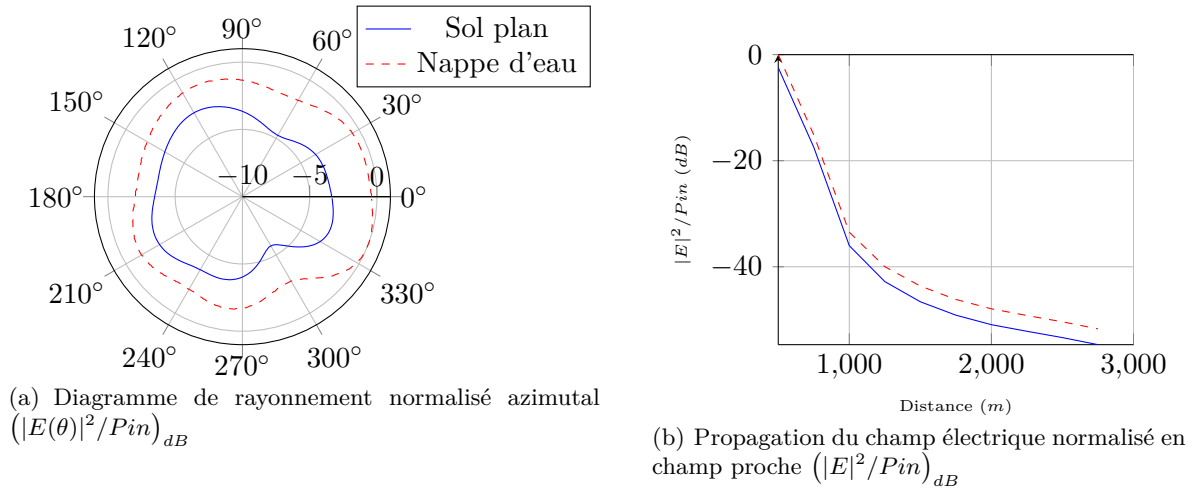 Sol plan
Nappe d'eau
90°
120°
60°
150°
30°
180°
−10
−5
0
0°
210°
330°
240°
300°
270°
(a) Diagramme de rayonnement normalisé azimutal
(|E(θ)|²/Pin)dB
0
−20
−40
|E|²/Pin (dB)
1,000
2,000
3,000
Distance (m)
(b) Propagation du champ électrique normalisé en
champ proche (|E|²/Pin)dB